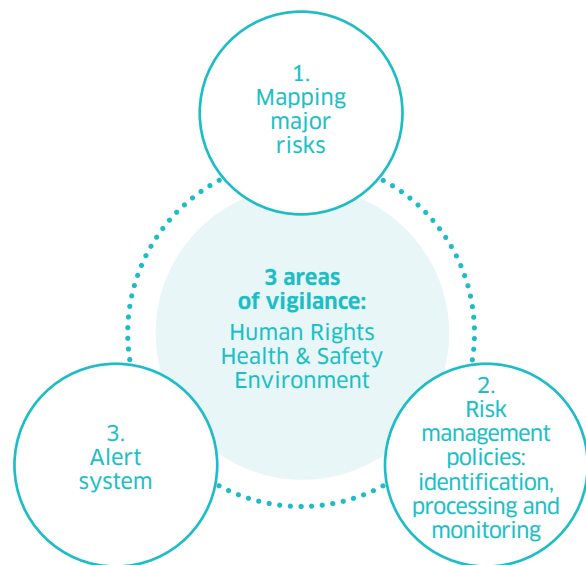 1.
Mapping
major
risks
3 areas
of vigilance:
Human Rights
Health & Safety
Environment
2.
Risk
management
policies:
identification,
processing and
monitoring
3.
Alert
system